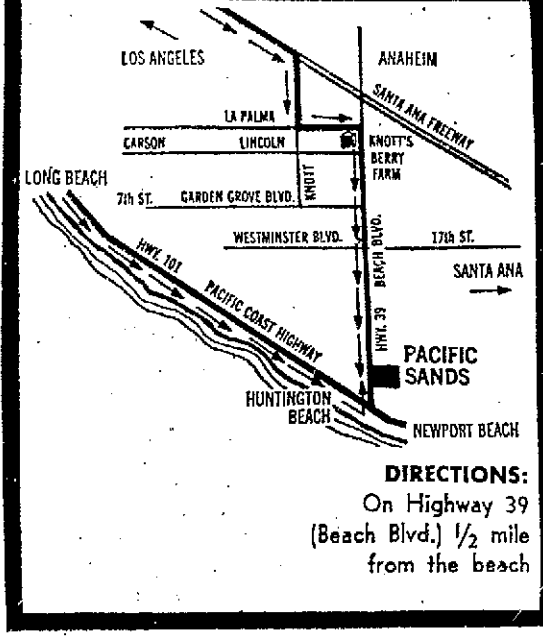 LOS ANGELES
ANAHEIM
SANTA ANA FREEWAY
LA PALMA
CARSON LINCOLN
KNOTT'S
BERRY
FARM
LONG BEACH
KNOTT
7th ST. GARDEN GROVE BLVD.
WESTMINSTER BLVD. 17th ST.
HWY. 101
PACIFIC COAST HIGHWAY
HWY. 39 BEACH BLVD.
SANTA ANA
PACIFIC
SANDS
HUNTINGTON
BEACH
NEWPORT BEACH
DIRECTIONS:
On Highway 39
(Beach Blvd.) 1/2 mile
from the beach